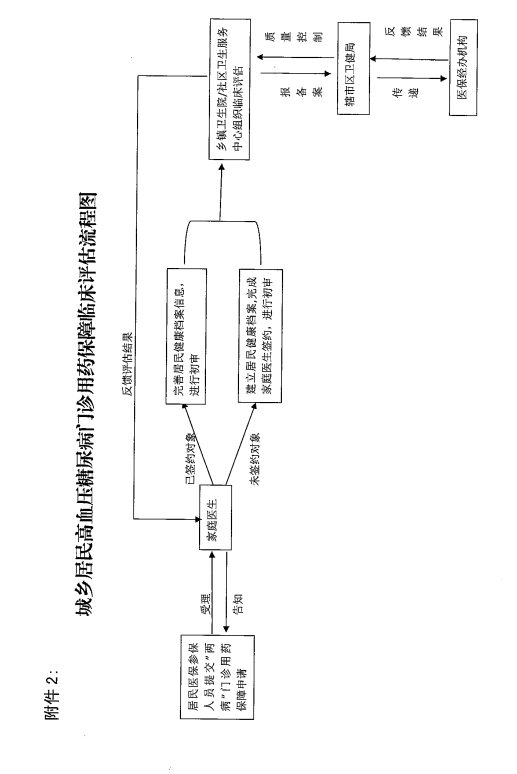 附件 2：
城乡居民高血压糖尿病门诊用药保障临床评估流程图
居民医保参保
人员提交"两
病"门诊用药
保障申请
受理
告知
家庭医生
反馈评估结果
已签约对象
未签约对象
完善居民健康档案信息，
进行初审
建立居民健康档案,完成
家庭医生签约，进行初审
乡镇卫生院/社区卫生服务
中心组织临床评估
质量控制
报备案
辖市区卫健局
反馈结果
传递
医保经办机构